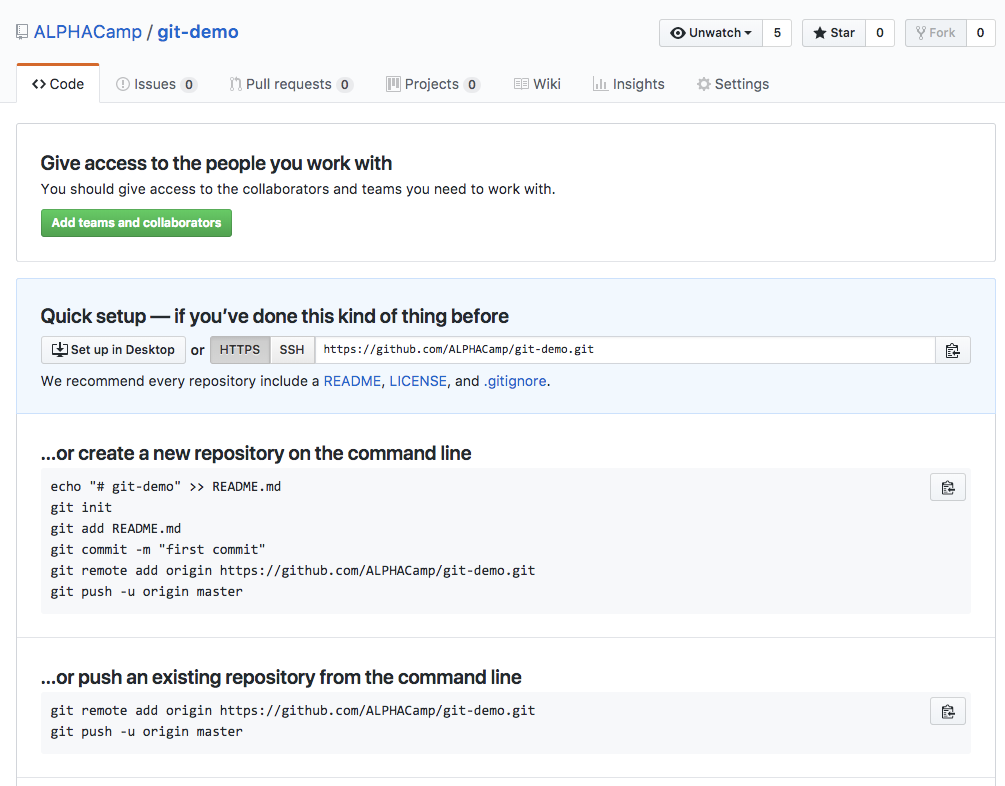 ALPHACamp / git-demo
Unwatch 5 Star 0 Fork 0
Code Issues 0 Pull requests 0 Projects 0 Wiki Insights Settings
Give access to the people you work with
You should give access to the collaborators and teams you need to work with.
Add teams and collaborators
Quick setup — if you’ve done this kind of thing before
Set up in Desktop or HTTPS SSH https://github.com/ALPHACamp/git-demo.git
We recommend every repository include a README, LICENSE, and .gitignore.
…or create a new repository on the command line
echo "# git-demo" >> README.md
git init
git add README.md
git commit -m "first commit"
git remote add origin https://github.com/ALPHACamp/git-demo.git
git push -u origin master
…or push an existing repository from the command line
git remote add origin https://github.com/ALPHACamp/git-demo.git
git push -u origin master